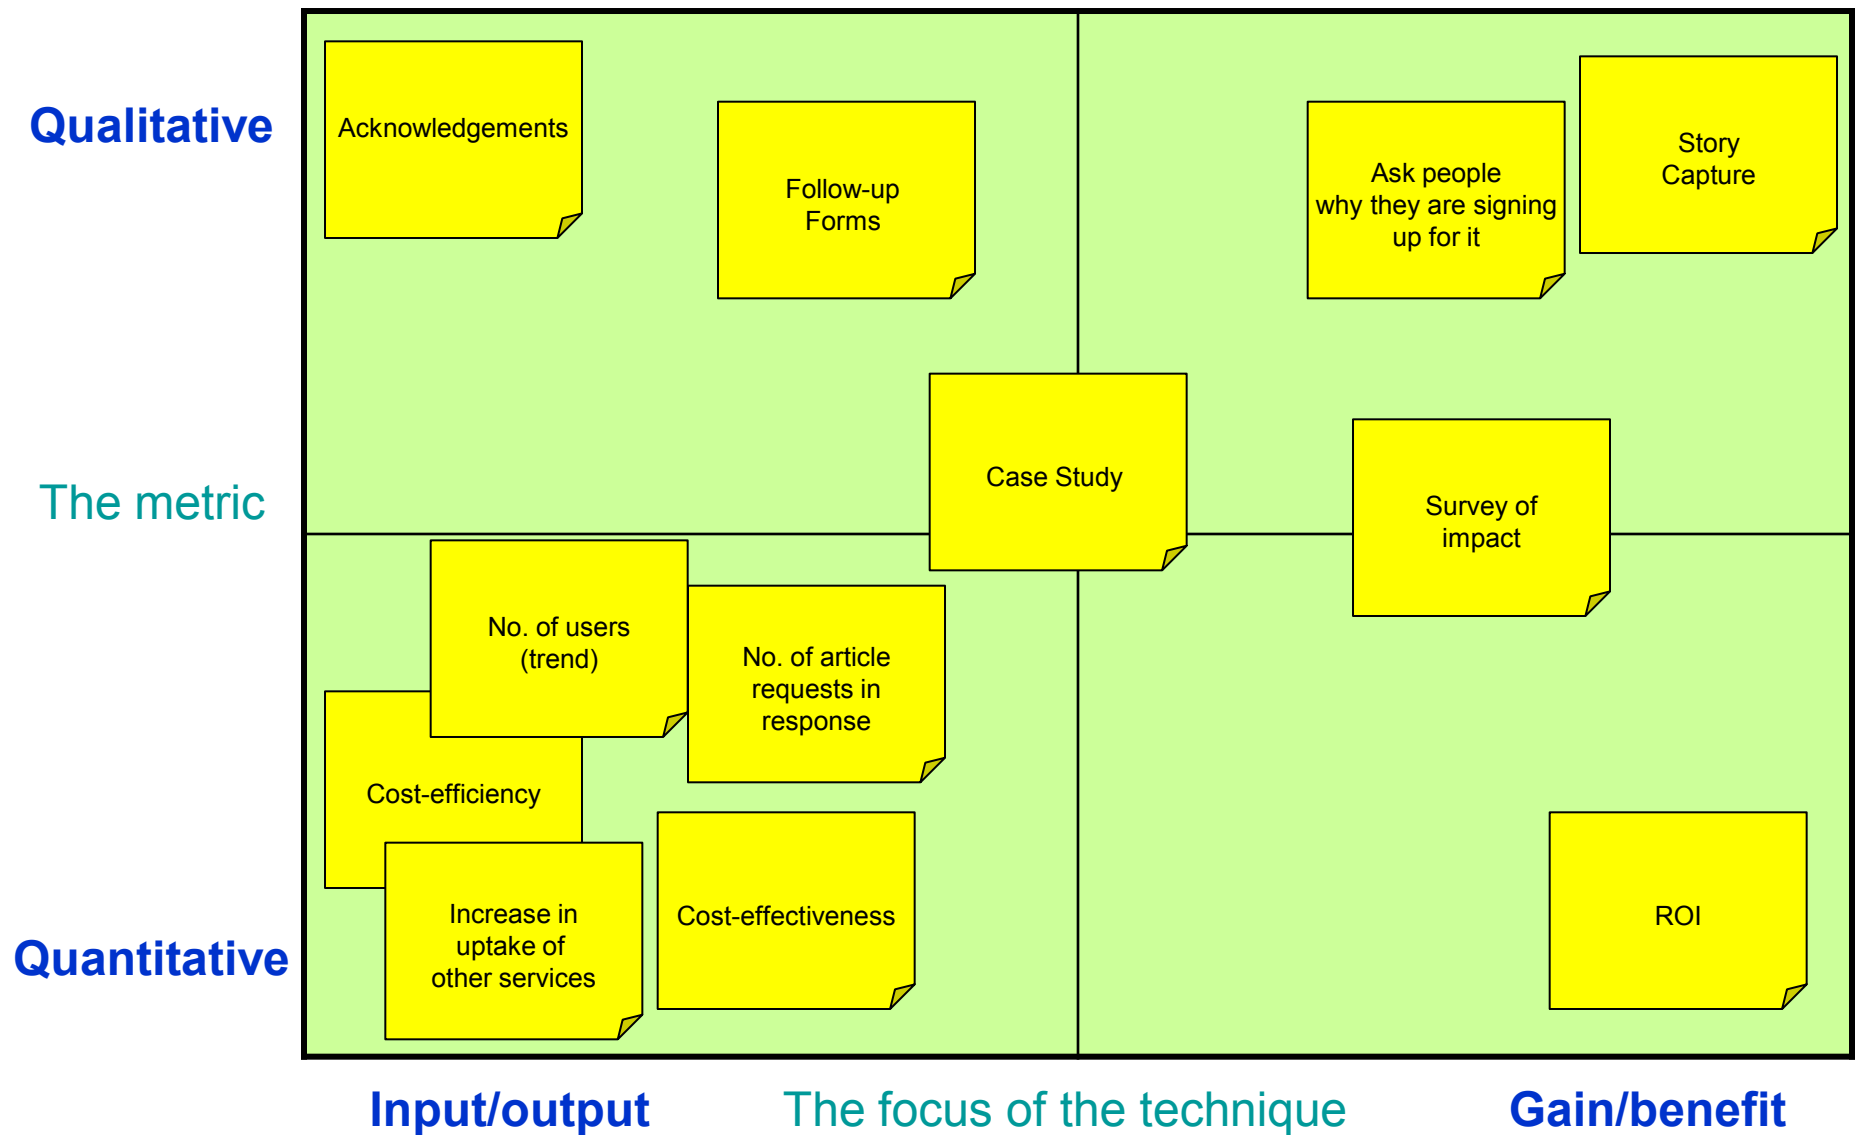 Qualitative
Acknowledgements
Follow-up
Forms
Ask people
why they are signing
up for it
Story
Capture
The metric
Case Study
Survey of
impact
No. of users
(trend)
No. of article
requests in
response
Cost-efficiency
Increase in
uptake of
other services
Cost-effectiveness
ROI
Quantitative
Input/output
The focus of the technique
Gain/benefit